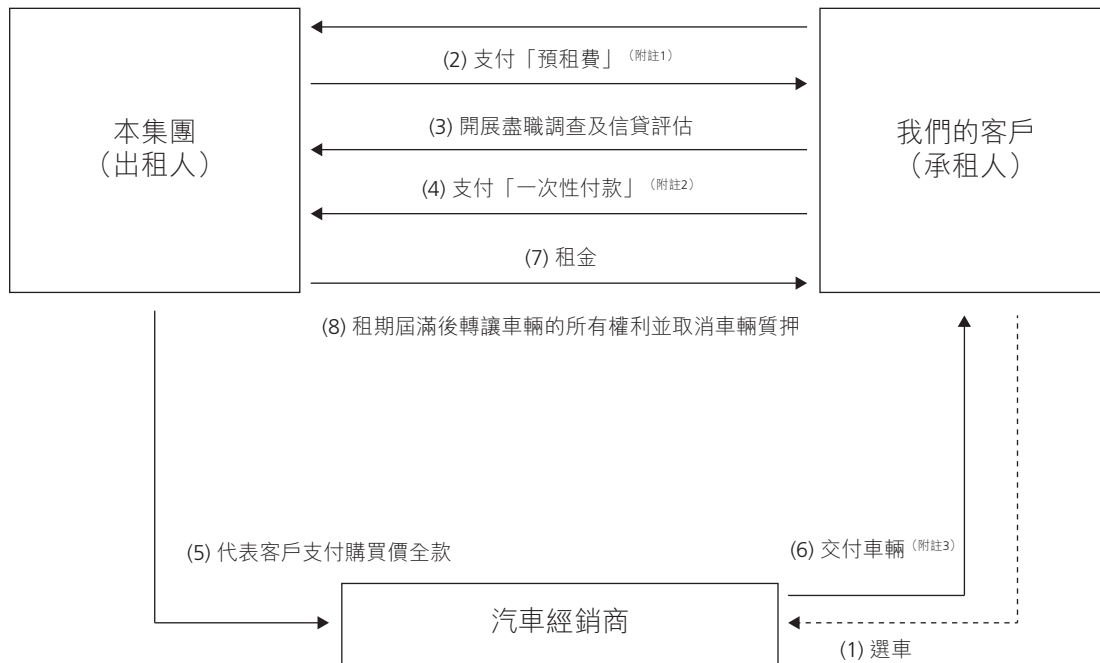 (2) 支付「預租費」（附註1）
(3) 開展盡職調查及信貸評估
本集團
（出租人）
我們的客戶
（承租人）
(4) 支付「一次性付款」（附註2）
(7) 租金
(8) 租期屆滿後轉讓車輛的所有權利並取消車輛質押
(5) 代表客戶支付購買價全款
(6) 交付車輛（附註3）
汽車經銷商
(1) 選車